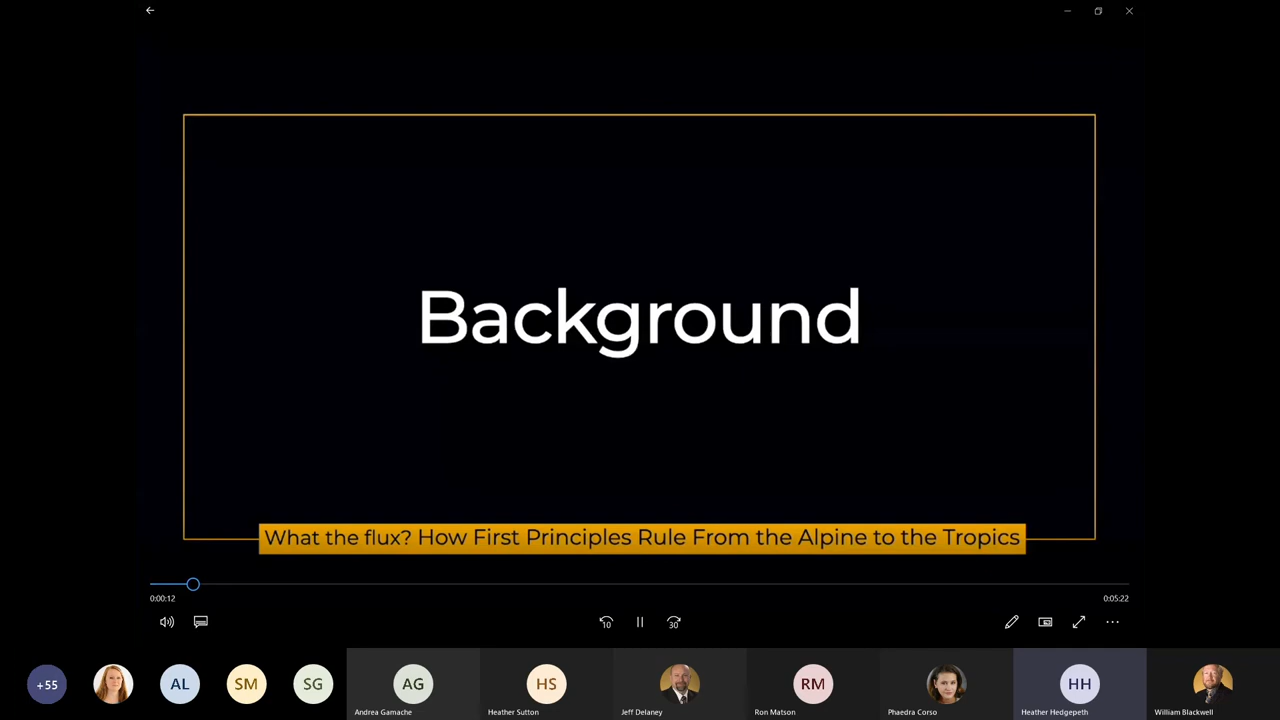 Background
What the flux? How First Principles Rule From the Alpine to the Tropics
0:00:12
0:05:22
10
30
+55
AL
SM
SG
AG
HS
RM
HH
Andrea Gamache
Heather Sutton
Jeff Delaney
Ron Matson
Phaedra Corso
Heather Hedgepeth
William Blackwell